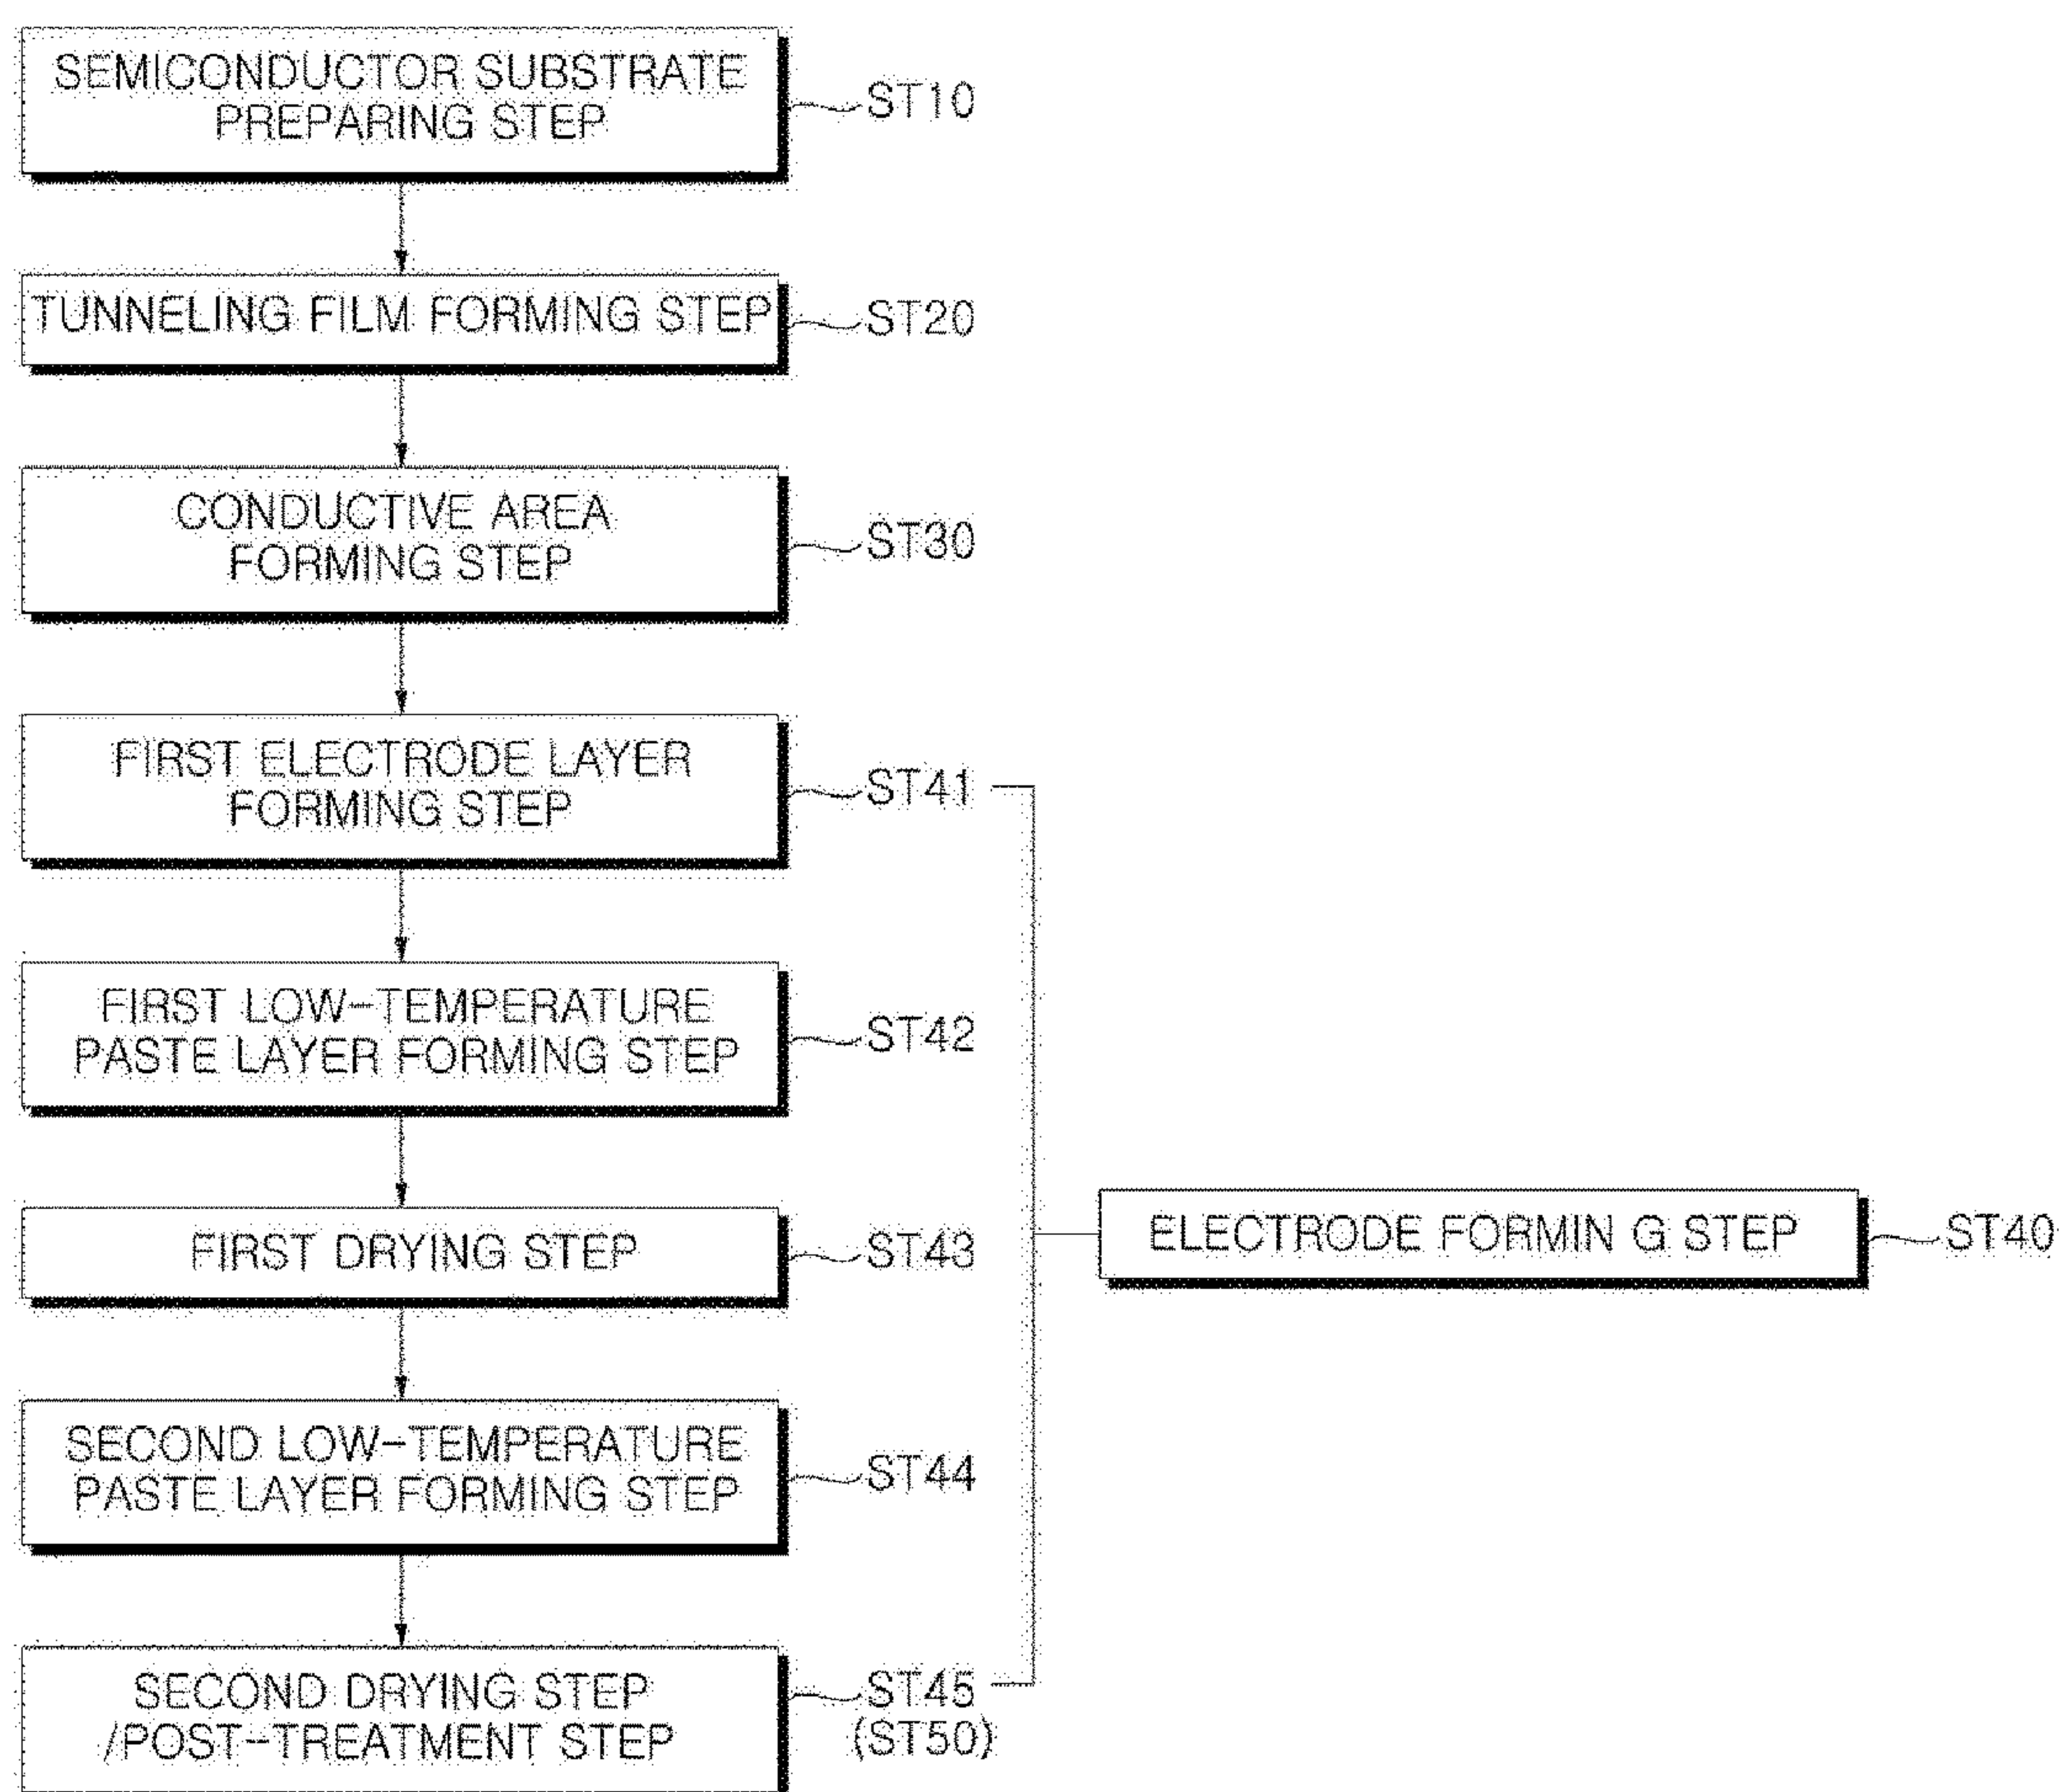 SEMICONDUCTOR SUBSTRATE
PREPARING STEP
ST10
TUNNELING FILM FORMING STEP
ST20
CONDUCTIVE AREA
FORMING STEP
ST30
FIRST ELECTRODE LAYER
FORMING STEP
ST41
FIRST LOW-TEMPERATURE
PASTE LAYER FORMING STEP
ST42
FIRST DRYING STEP
ST43
ELECTRODE FORMIN G STEP
ST40
SECOND LOW-TEMPERATURE
PASTE LAYER FORMING STEP
ST44
SECOND DRYING STEP
/POST-TREATMENT STEP
ST45
(ST50)